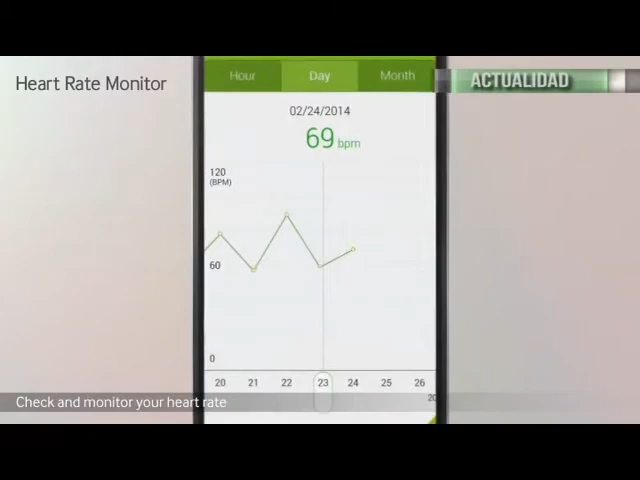 Heart Rate Monitor
Hour Day Month
ACTUALIDAD
02/24/2014
69 bpm
120
(BPM)
60
0
20 21 22 23 24 25 26
20
Check and monitor your heart rate